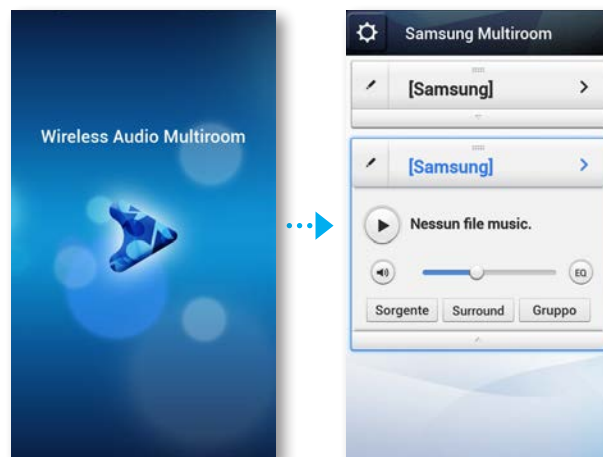 Wireless Audio Multiroom
Samsung Multiroom
[Samsung]
[Samsung]
Nessun file music.
EQ
Sorgente Surround Gruppo